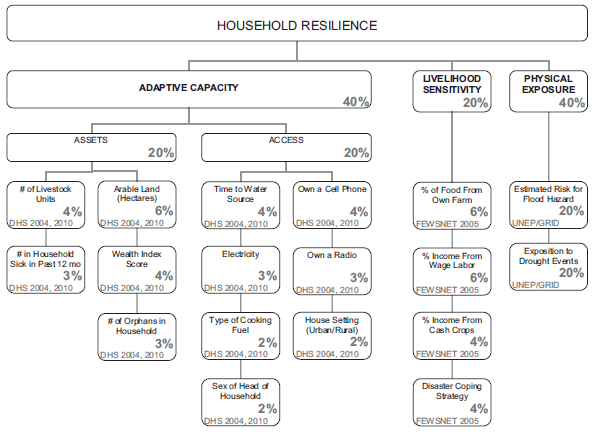 HOUSEHOLD RESILIENCE
ADAPTIVE CAPACITY
40%
LIVELIHOOD
SENSITIVITY
20%
PHYSICAL
EXPOSURE
40%
ASSETS
20%
ACCESS
20%
# of Livestock
Units
4%
DHS 2004, 2010
Arable Land
(Hectares)
6%
DHS 2004, 2010
Time to Water
Source
4%
DHS 2004, 2010
Own a Cell Phone
4%
DHS 2004, 2010
% of Food From
Own Farm
6%
FEWSNET 2005
Estimated Risk for
Flood Hazard
20%
UNEP/GRID
# in Household
Sick in Past 12 mo
3%
DHS 2004, 2010
Wealth Index
Score
4%
DHS 2004, 2010
Electricity
3%
DHS 2004, 2010
Own a Radio
3%
DHS 2004, 2010
% Income From
Wage Labor
6%
FEWSNET 2005
Exposition to
Drought Events
20%
UNEP/GRID
# of Orphans in
Household
3%
DHS 2004, 2010
Type of Cooking
Fuel
2%
DHS 2004, 2010
House Setting
(Urban/Rural)
2%
DHS 2004, 2010
% Income From
Cash Crops
4%
FEWSNET 2005
Sex of Head of
Household
2%
DHS 2004, 2010
Disaster Coping
Strategy
4%
FEWSNET 2005